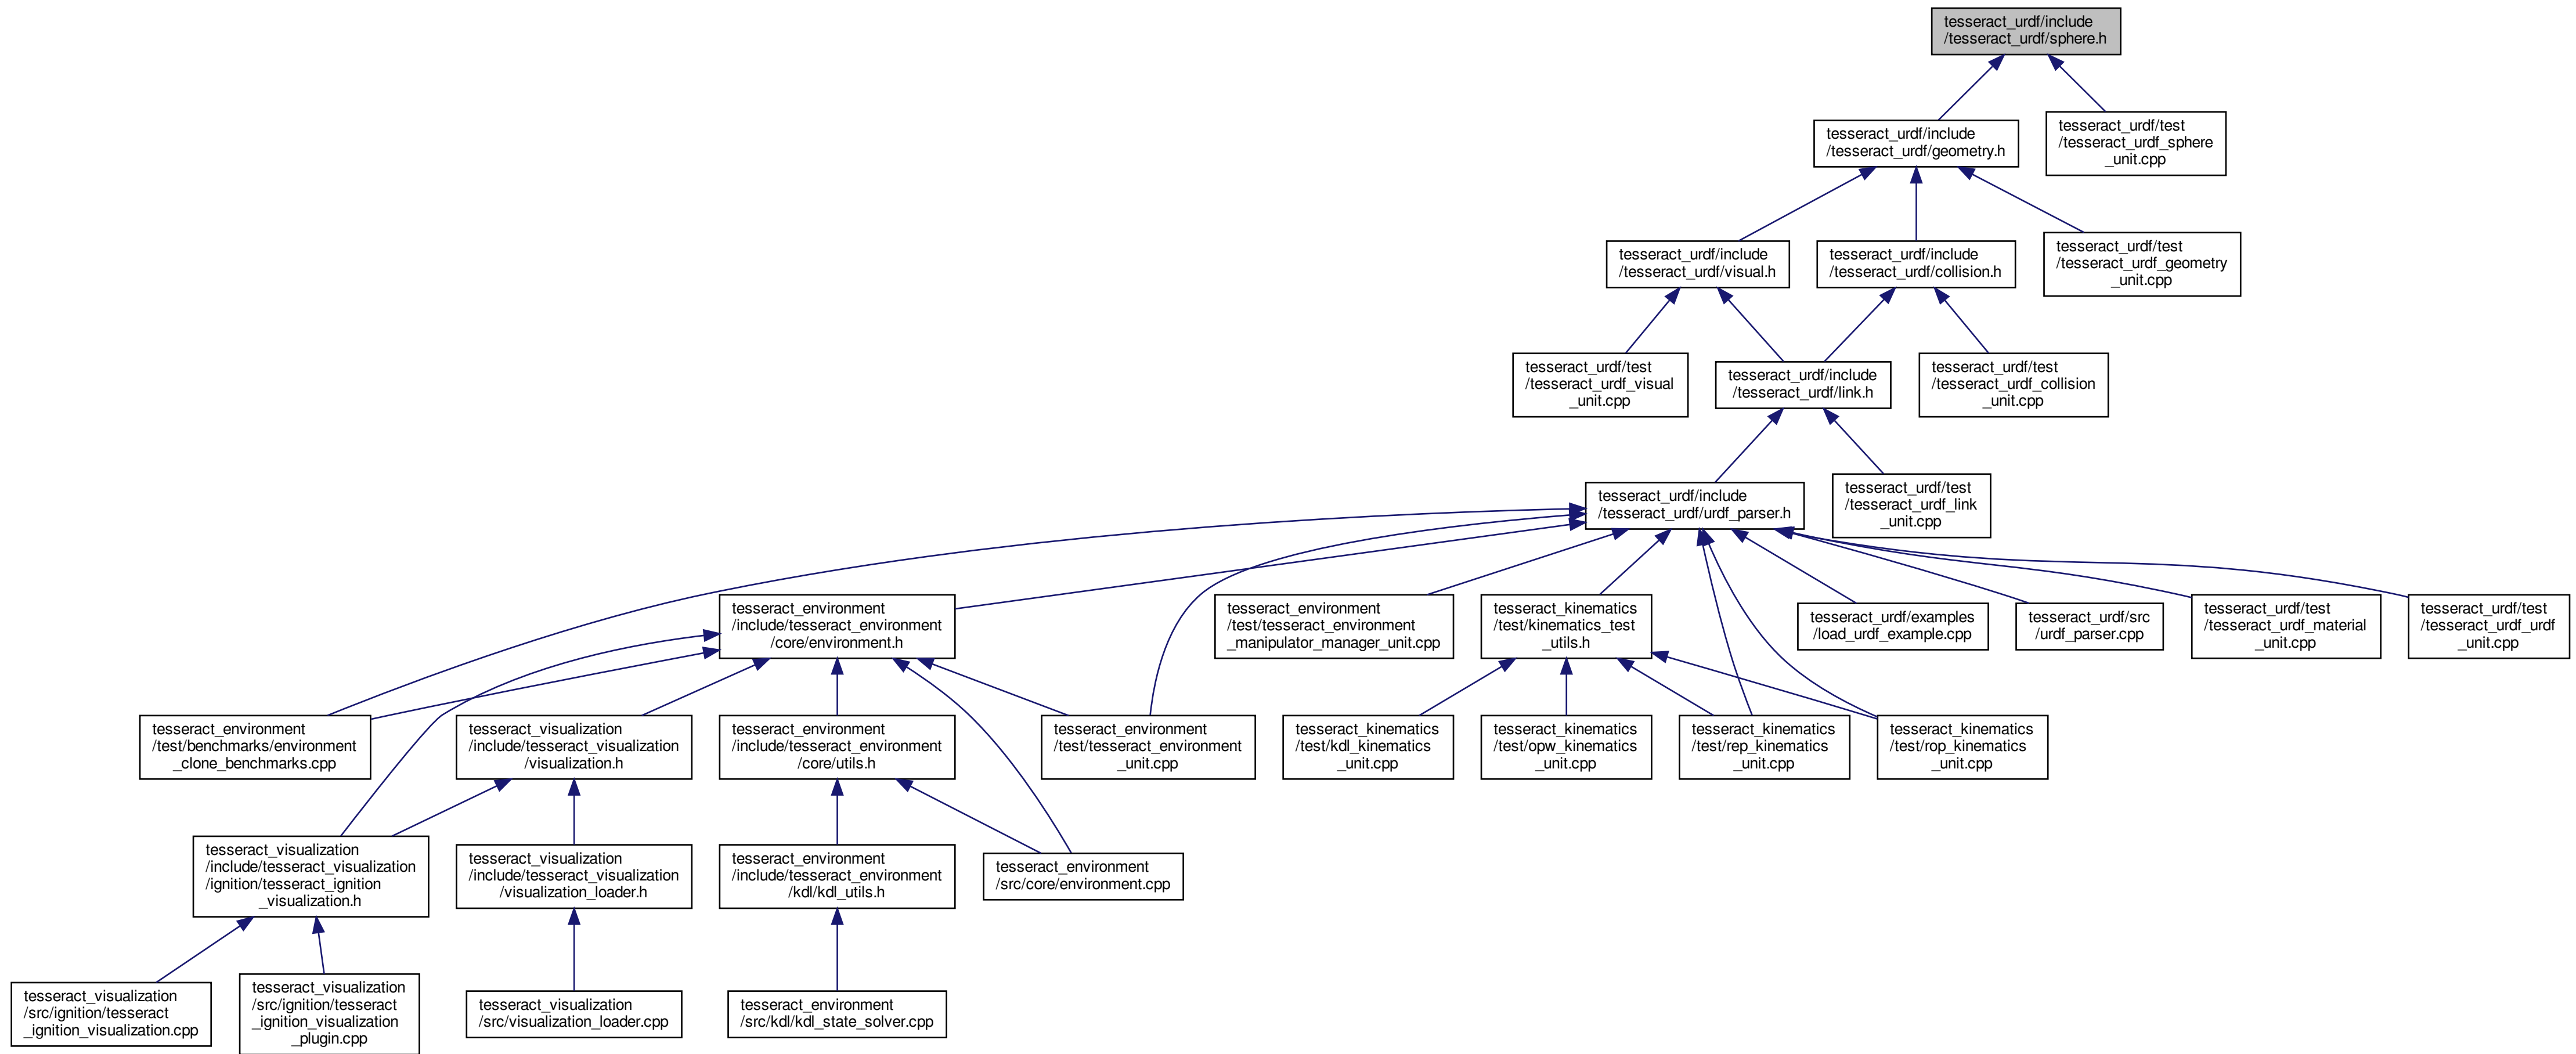 tesseract_urdf/include
/tesseract_urdf/sphere.h
tesseract_urdf/include
/tesseract_urdf/geometry.h
tesseract_urdf/test
/tesseract_urdf_sphere
_unit.cpp
tesseract_urdf/include
/tesseract_urdf/visual.h
tesseract_urdf/include
/tesseract_urdf/collision.h
tesseract_urdf/test
/tesseract_urdf_geometry
_unit.cpp
tesseract_urdf/test
/tesseract_urdf_visual
_unit.cpp
tesseract_urdf/include
/tesseract_urdf/link.h
tesseract_urdf/test
/tesseract_urdf_collision
_unit.cpp
tesseract_urdf/include
/tesseract_urdf/urdf_parser.h
tesseract_urdf/test
/tesseract_urdf_link
_unit.cpp
tesseract_environment
/include/tesseract_environment
/core/environment.h
tesseract_environment
/test/tesseract_environment
_manipulator_manager_unit.cpp
tesseract_kinematics
/test/kinematics_test
_utils.h
tesseract_urdf/examples
/load_urdf_example.cpp
tesseract_urdf/src
/urdf_parser.cpp
tesseract_urdf/test
/tesseract_urdf_material
_unit.cpp
tesseract_urdf/test
/tesseract_urdf_urdf
_unit.cpp
tesseract_environment
/test/benchmarks/environment
_clone_benchmarks.cpp
tesseract_visualization
/include/tesseract_visualization
/visualization.h
tesseract_environment
/include/tesseract_environment
/core/utils.h
tesseract_environment
/test/tesseract_environment
_unit.cpp
tesseract_kinematics
/test/kdl_kinematics
_unit.cpp
tesseract_kinematics
/test/opw_kinematics
_unit.cpp
tesseract_kinematics
/test/rep_kinematics
_unit.cpp
tesseract_kinematics
/test/rop_kinematics
_unit.cpp
tesseract_visualization
/include/tesseract_visualization
/ignition/tesseract_ignition
_visualization.h
tesseract_visualization
/include/tesseract_visualization
/visualization_loader.h
tesseract_environment
/include/tesseract_environment
/kdl/kdl_utils.h
tesseract_environment
/src/core/environment.cpp
tesseract_visualization
/src/ignition/tesseract
_ignition_visualization.cpp
tesseract_visualization
/src/ignition/tesseract
_ignition_visualization
_plugin.cpp
tesseract_visualization
/src/visualization_loader.cpp
tesseract_environment
/src/kdl/kdl_state_solver.cpp